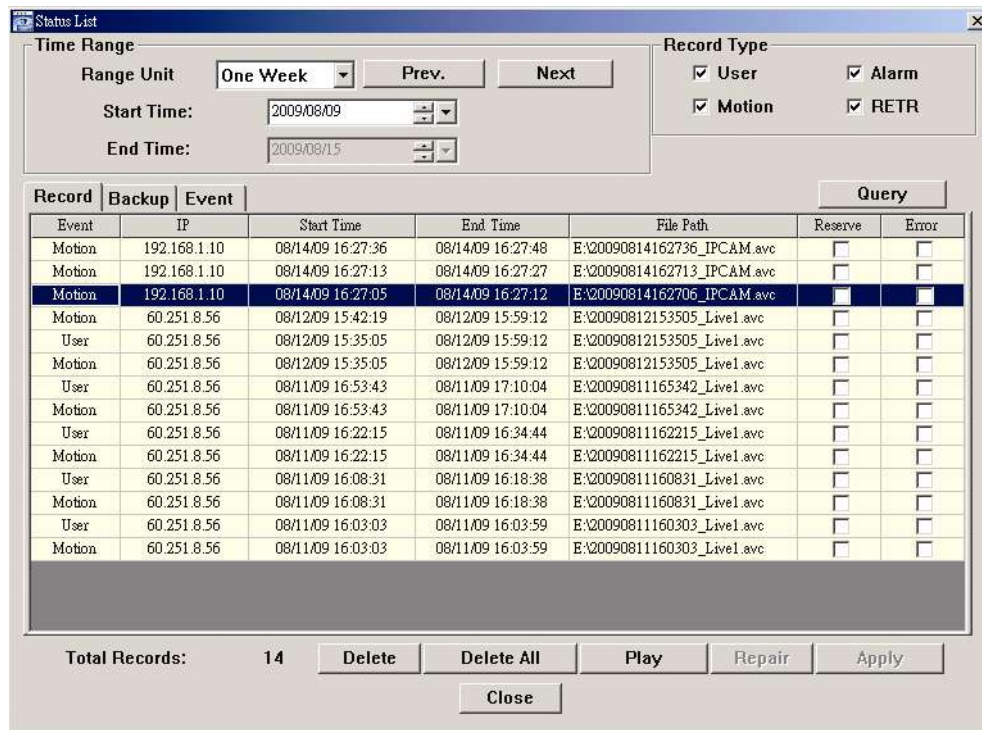 Status List
Time Range
Record Type
Range Unit One Week Prev. Next
User Alarm
Start Time: 2009/08/09
Motion RETR
End Time: 2009/08/15
Record Backup Event Query
Event IP Start Time End Time File Path Reserve Error
Motion 192.168.1.10 08/14/09 16:27:36 08/14/09 16:27:48 E:\20090814162736_IPCAM.avc
Motion 192.168.1.10 08/14/09 16:27:13 08/14/09 16:27:27 E:\20090814162713_IPCAM.avc
Motion 192.168.1.10 08/14/09 16:27:05 08/14/09 16:27:12 E:\20090814162706_IPCAM.avc
Motion 60.251.8.56 08/12/09 15:42:19 08/12/09 15:59:12 E:\20090812153505_Live1.avc
User 60.251.8.56 08/12/09 15:35:05 08/12/09 15:59:12 E:\20090812153505_Live1.avc
Motion 60.251.8.56 08/12/09 15:35:05 08/12/09 15:59:12 E:\20090812153505_Live1.avc
User 60.251.8.56 08/11/09 16:53:43 08/11/09 17:10:04 E:\20090811165342_Live1.avc
Motion 60.251.8.56 08/11/09 16:53:43 08/11/09 17:10:04 E:\20090811165342_Live1.avc
User 60.251.8.56 08/11/09 16:22:15 08/11/09 16:34:44 E:\20090811162215_Live1.avc
Motion 60.251.8.56 08/11/09 16:22:15 08/11/09 16:34:44 E:\20090811162215_Live1.avc
User 60.251.8.56 08/11/09 16:08:31 08/11/09 16:18:38 E:\20090811160831_Live1.avc
Motion 60.251.8.56 08/11/09 16:08:31 08/11/09 16:18:38 E:\20090811160831_Live1.avc
User 60.251.8.56 08/11/09 16:03:03 08/11/09 16:03:59 E:\20090811160303_Live1.avc
Motion 60.251.8.56 08/11/09 16:03:03 08/11/09 16:03:59 E:\20090811160303_Live1.avc
Total Records: 14 Delete Delete All Play Repair Apply
Close